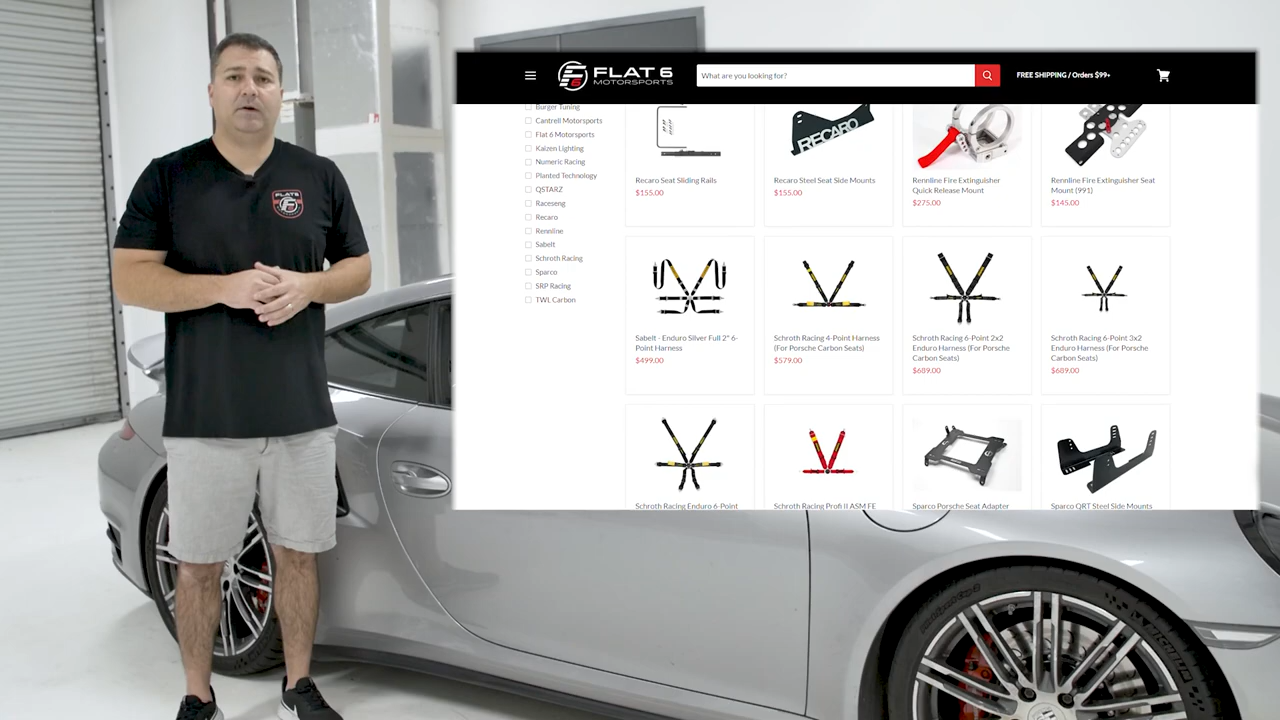 FLAT 6
MOTORSPORTS
What are you looking for?
FREE SHIPPING / Orders $99+
Burger Tuning
Cantrell Motorsports
Flat 6 Motorsports
Kaizen Lighting
Numeric Racing
Planted Technology
QSTARZ
Raceseng
Recaro
Rennline
Sabelt
Schroth Racing
Sparco
SRP Racing
TWL Carbon
RECARO
Recaro Seat Sliding Rails
$155.00
Recaro Steel Seat Side Mounts
$155.00
Rennline Fire Extinguisher
Quick Release Mount
$275.00
Rennline Fire Extinguisher Seat
Mount (991)
$145.00
Sabelt - Enduro Silver Full 2" 6-
Point Harness
$499.00
Schroth Racing 4-Point Harness
(For Porsche Carbon Seats)
$579.00
Schroth Racing 6-Point 2x2
Enduro Harness (For Porsche
Carbon Seats)
$689.00
Schroth Racing 6-Point 3x2
Enduro Harness (For Porsche
Carbon Seats)
$689.00
Schroth Racing Enduro 6-Point
Schroth Racing Profi II ASM FE
Sparco Porsche Seat Adapter
Sparco QRT Steel Side Mounts
FLAT 6
MICHELIN